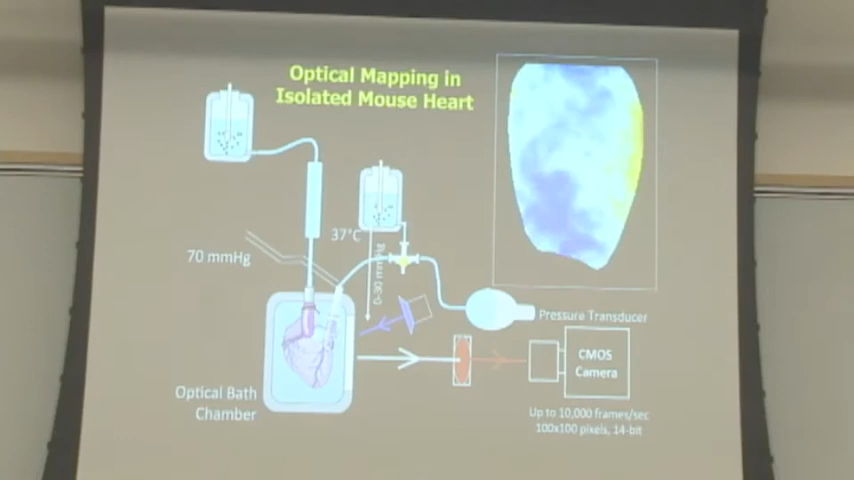 Optical Mapping in
Isolated Mouse Heart
37°C
70 mmHg
0-30 mmHg
Pressure Transducer
CMOS
Camera
Optical Bath
Chamber
Up to 10,000 frames/sec
100x100 pixels, 14-bit